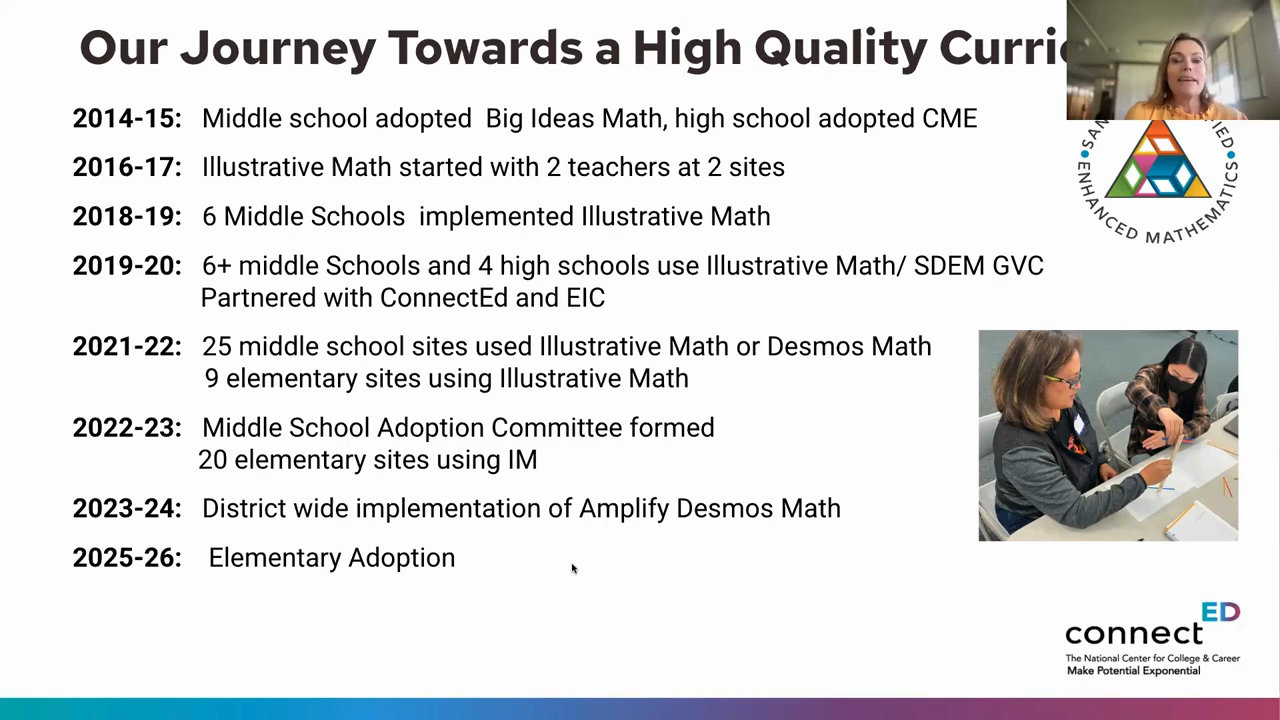 Our Journey Towards a High Quality
2014-15: Middle school adopted Big Ideas Math, high school adopted CME
2016-17: Illustrative Math started with 2 teachers at 2 sites
2018-19: 6 Middle Schools implemented Illustrative Math
2019-20: 6+ middle Schools and 4 high schools use Illustrative Math/ SDEM GVC
Partnered with ConnectEd and EIC
2021-22: 25 middle school sites used Illustrative Math or Desmos Math
9 elementary sites using Illustrative Math
2022-23: Middle School Adoption Committee formed
20 elementary sites using IM
2023-24: District wide implementation of Amplify Desmos Math
2025-26: Elementary Adoption
ENHANCED MATHEMATICS
connectED
The National Center for College & Career
Make Potential Exponential